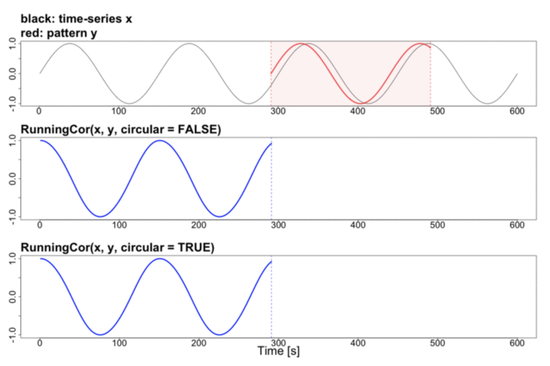 black: time-series x
red: pattern y
1.0
0.0
-1.0
0 100 200 300 400 500 600
RunningCor(x, y, circular = FALSE)
1.0
0.0
-1.0
0 100 200 300 400 500 600
RunningCor(x, y, circular = TRUE)
1.0
0.0
-1.0
0 100 200 300 400 500 600
Time [s]